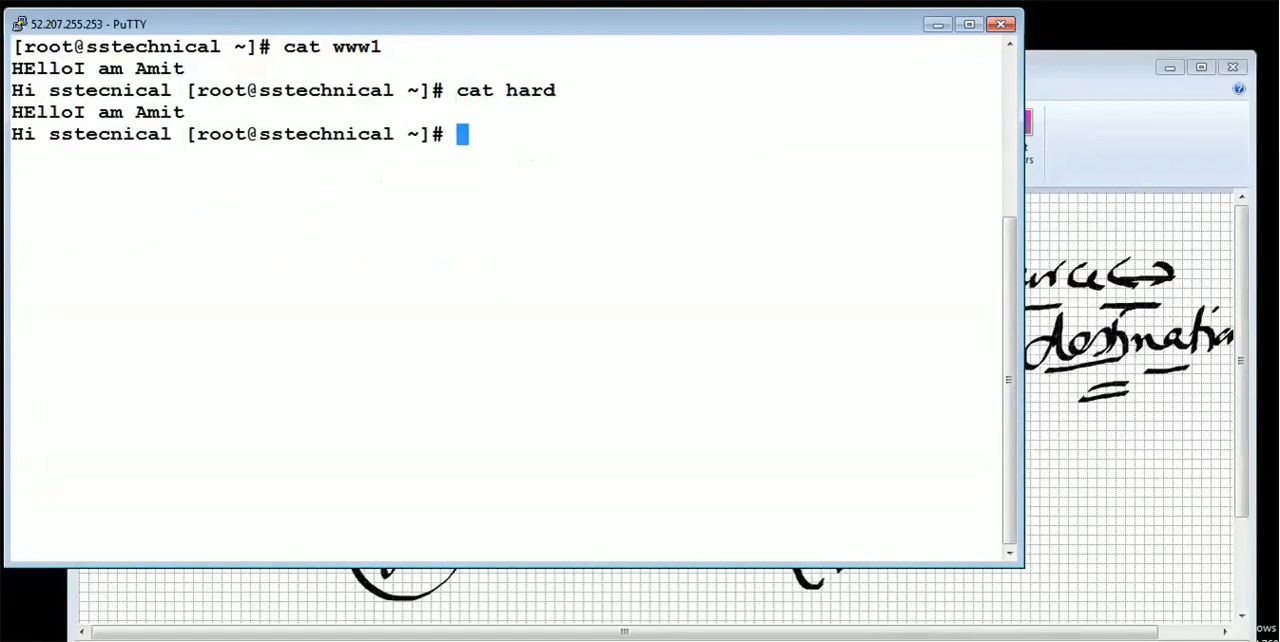 52.207.255.253 - PuTTY
[root@sstechnical ~]# cat www1
HElloI am Amit
Hi sstecnical [root@sstechnical ~]# cat hard
HElloI am Amit
Hi sstecnical [root@sstechnical ~]#